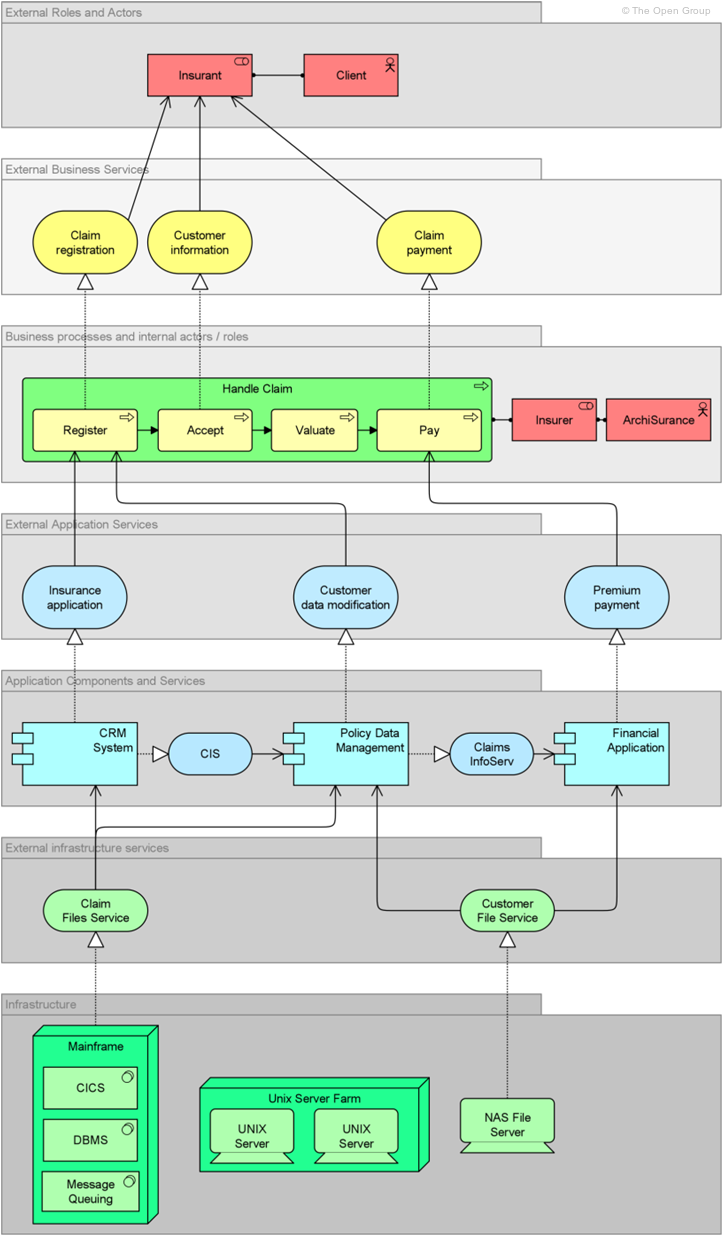 External Roles and Actors
© The Open Group
Insurant
Client
External Business Services
Claim
registration
Customer
information
Claim
payment
Business processes and internal actors / roles
Handle Claim
Register
Accept
Valuate
Pay
Insurer
ArchiSurance
External Application Services
Insurance
application
Customer
data modification
Premium
payment
Application Components and Services
CRM
System
CIS
Policy Data
Management
Claims
InfoServ
Financial
Application
External infrastructure services
Claim
Files Service
Customer
File Service
Infrastructure
Mainframe
CICS
DBMS
Message
Queuing
Unix Server Farm
UNIX
Server
UNIX
Server
NAS File
Server